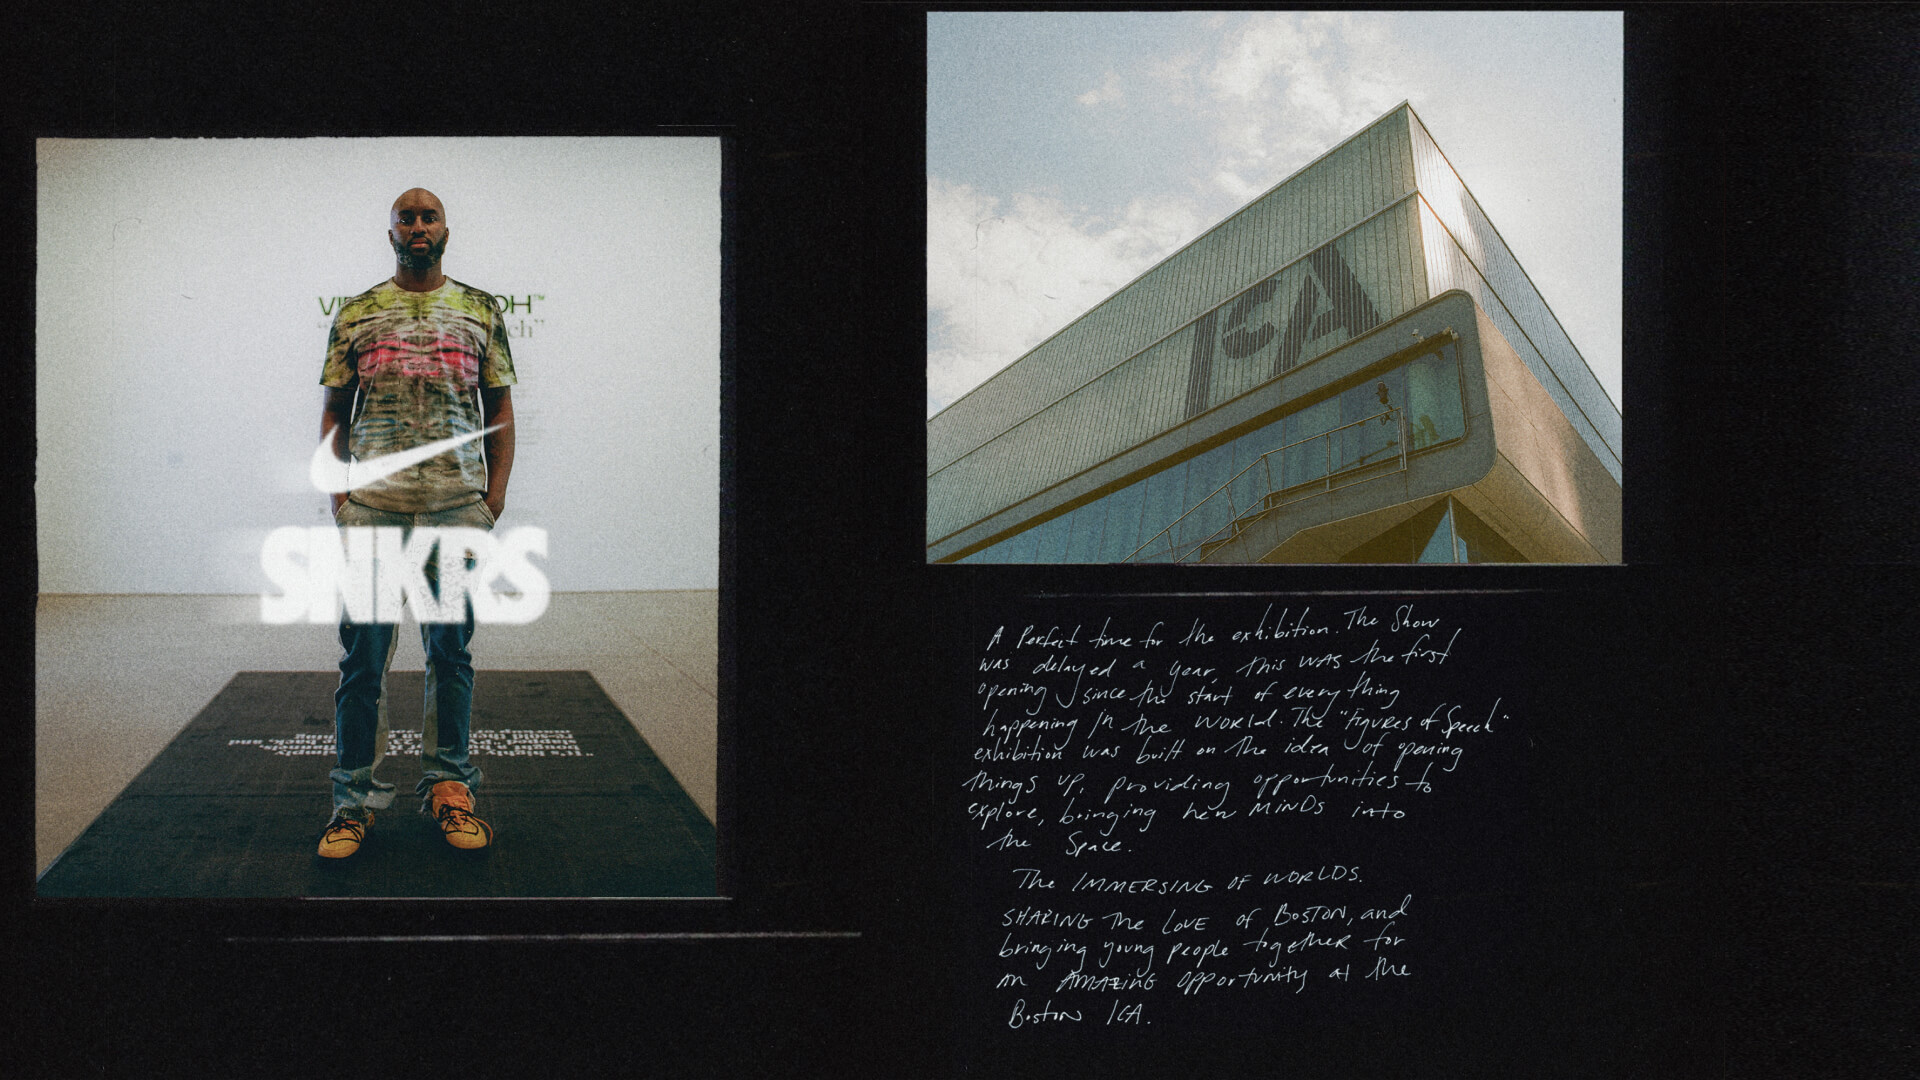 VI OH™
ch”
SNKRS
ICA
A Perfect time for the exhibition. The Show
was delayed a year, this WAS the first
opening since the start of everything
happening in the WORLD. The "Figures of Speech"
exhibition was built on the idea of opening
things up, providing opportunities to
explore, bringing new MINDS into
the Space.
The IMMERSING OF WORLDS.
SHARING The LOVE of BOSTON, and
bringing young people together for
an AMAZING opportunity at the
Boston ICA.